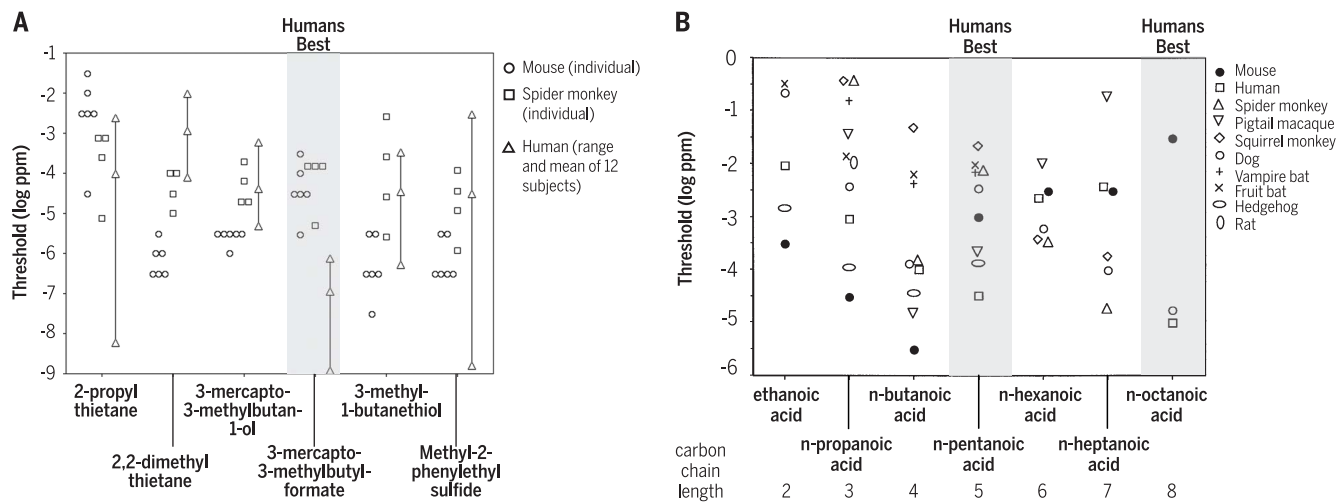 A
Humans
Best
Threshold (log ppm)
-1
-2
-3
-4
-5
-6
-7
-8
-9
Mouse (individual)
Spider monkey
(individual)
Human (range
and mean of 12
subjects)
2-propyl
thietane
2,2-dimethyl
thietane
3-mercapto-
3-methylbutan-
1-ol
3-mercapto-
3-methylbutyl-
formate
3-methyl-
1-butanethiol
Methyl-2-
phenylethyl
sulfide
B
Humans
Best
Humans
Best
Threshold (log ppm)
0
-1
-2
-3
-4
-5
-6
Mouse
Human
Spider monkey
Pigtail macaque
Squirrel monkey
Dog
Vampire bat
Fruit bat
Hedgehog
Rat
ethanoic
acid
n-propanoic
acid
n-butanoic
acid
n-pentanoic
acid
n-hexanoic
acid
n-heptanoic
acid
n-octanoic
acid
carbon
chain
length 2 3 4 5 6 7 8